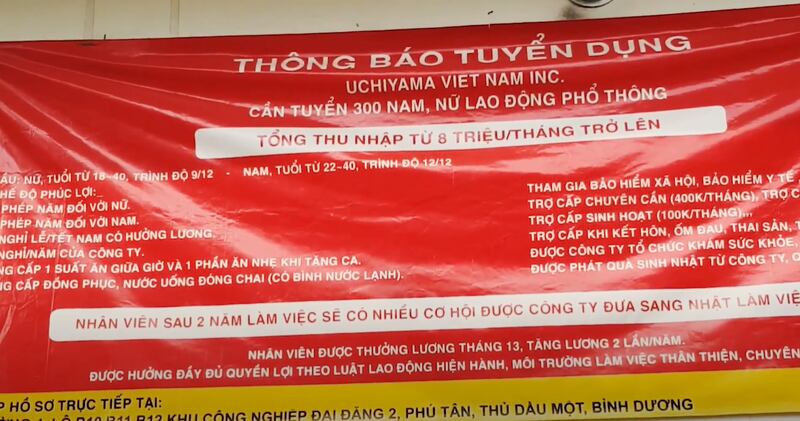 THÔNG BÁO TUYỂN DỤNG
UCHIYAMA VIET NAM INC.
CẦN TUYỂN 300 NAM, NỮ LAO ĐỘNG PHỔ THÔNG
TỔNG THU NHẬP TỪ 8 TRIỆU/THÁNG TRỞ LÊN
NỮ, TUỔI TỪ 18-40, TRÌNH ĐỘ 9/12 - NAM, TUỔI TỪ 22-40, TRÌNH ĐỘ 12/12
ĐỘ PHÚC LỢI:
PHÉP NĂM ĐỐI VỚI NỮ.
PHÉP NĂM ĐỐI VỚI NAM.
NGHỈ LỄ/TẾT NAM CÓ HƯỞNG LƯƠNG.
NGHỈ/NĂM CỦA CÔNG TY.
CẤP 1 SUẤT ĂN GIỮA GIỜ VÀ 1 PHẦN ĂN NHẸ KHI TĂNG CA.
CẤP ĐỒNG PHỤC, NƯỚC UỐNG ĐÓNG CHAI (CÓ BÌNH NƯỚC LẠNH).
THAM GIA BẢO HIỂM XÃ HỘI, BẢO HIỂM Y TẾ
TRỢ CẤP CHUYÊN CẦN (400K/THÁNG), TRỢ
TRỢ CẤP SINH HOẠT (100K/THÁNG),,,
TRỢ CẤP KHI KẾT HÔN, ỐM ĐAU, THAI SẢN,
ĐƯỢC CÔNG TY TỔ CHỨC KHÁM SỨC KHỎE,
ĐƯỢC PHÁT QUÀ SINH NHẬT TỪ CÔNG TY,
NHÂN VIÊN SAU 2 NĂM LÀM VIỆC SẼ CÓ NHIỀU CƠ HỘI ĐƯỢC CÔNG TY ĐƯA SANG NHẬT LÀM
NHÂN VIÊN ĐƯỢC THƯỞNG LƯƠNG THÁNG 13, TĂNG LƯƠNG 2 LẦN/NĂM.
ĐƯỢC HƯỞNG ĐẦY ĐỦ QUYỀN LỢI THEO LUẬT LAO ĐỘNG HIỆN HÀNH, MÔI TRƯỜNG LÀM VIỆC THÂN THIỆN, CHUYÊN
HỒ SƠ TRỰC TIẾP TẠI:
KHU CÔNG NGHIỆP ĐẠI ĐĂNG 2, PHÚ TÂN, THỦ DẦU MỘT, BÌNH DƯƠNG